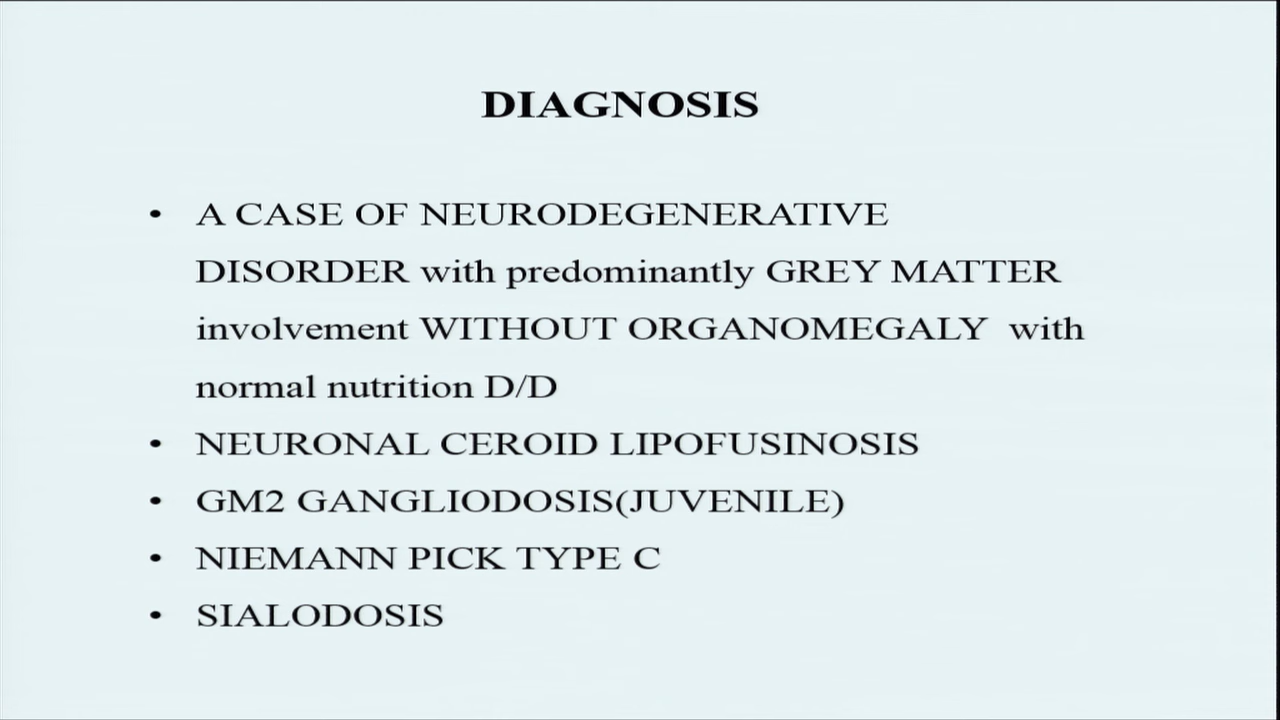 DIAGNOSIS
• A CASE OF NEURODEGENERATIVE
DISORDER with predominantly GREY MATTER
involvement WITHOUT ORGANOMEGALY with
normal nutrition D/D
• NEURONAL CEROID LIPOFUSINOSIS
• GM2 GANGLIODOSIS(JUVENILE)
• NIEMANN PICK TYPE C
• SIALODOSIS